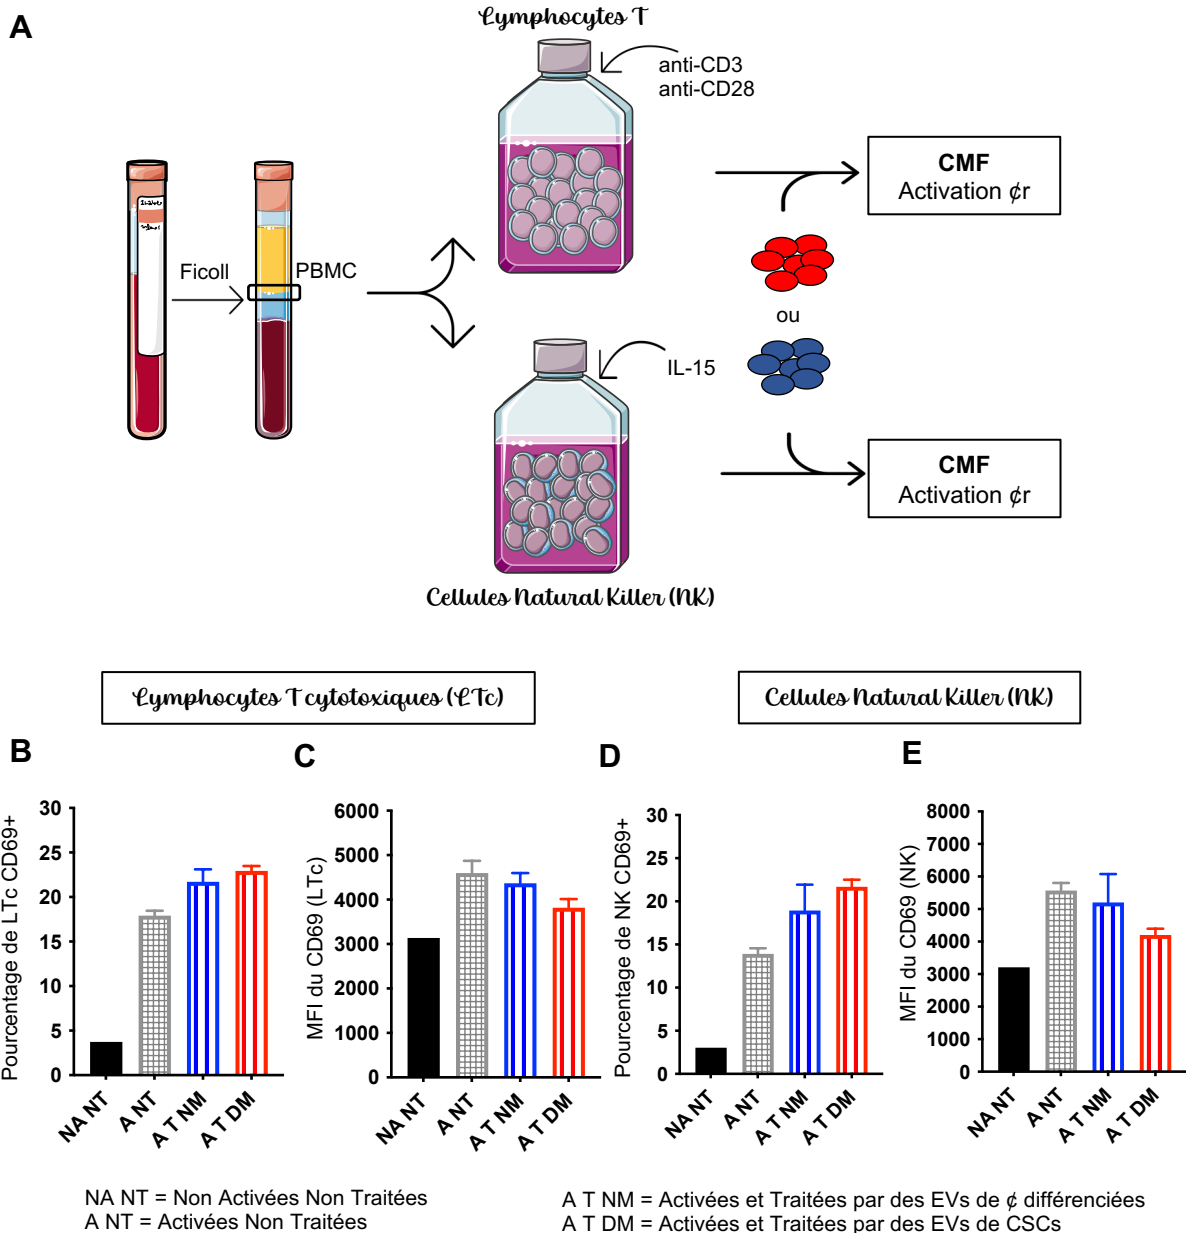 A
Lymphocytes T
anti-CD3
anti-CD28
CMF
Activation ¢r
Ficoll
PBMC
ou
IL-15
CMF
Activation ¢r
Cellules Natural Killer (NK)
Lymphocytes T cytotoxiques (LTc)
Cellules Natural Killer (NK)
B
Pourcentage de LTc CD69+
30
25
20
15
10
5
0
NA NT
A NT
A T NM
A T DM
C
MFI du CD69 (LTc)
6000
5000
4000
3000
2000
1000
0
NA NT
A NT
A T NM
A T DM
D
Pourcentage de NK CD69+
30
25
20
15
10
5
0
NA NT
A NT
A T NM
A T DM
E
MFI du CD69 (NK)
8000
7000
6000
5000
4000
3000
2000
1000
0
NA NT
A NT
A T NM
A T DM
NA NT = Non Activées Non Traitées
A NT = Activées Non Traitées
A T NM = Activées et Traitées par des EVs de ¢ différenciées
A T DM = Activées et Traitées par des EVs de CSCs